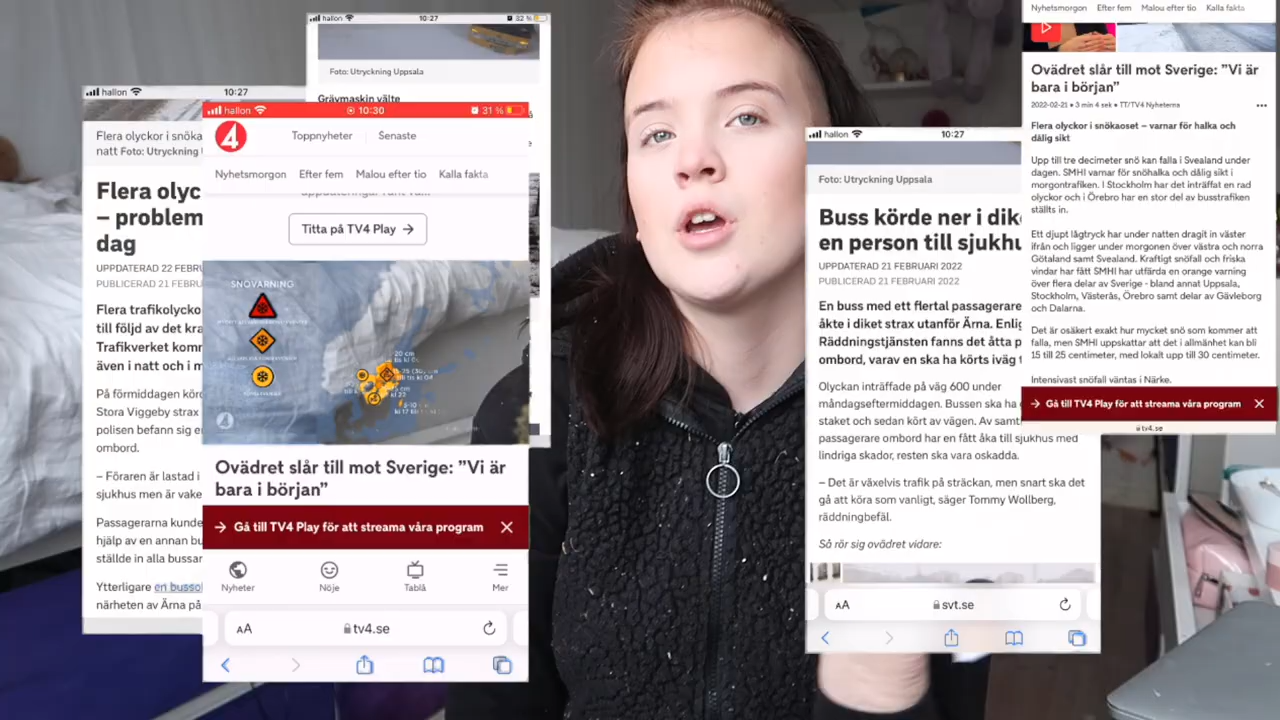 hallon
10:27
Flera olyckor i snöka
natt Foto: Utryckning
Flera olyc
– problem
dag
UPPDATERAD 22 FEBRU
PUBLICERAD 21 FEBRUA
Flera trafikolycko
till följd av det kra
Trafikverket komm
även i natt och i m
På förmiddagen körd
Stora Viggeby strax
polisen befann sig e
ombord.
– Föraren är lastad i
sjukhus men är vake
Passagerarna kunde
hjälp av en annan bu
ställde in alla bussar
Ytterligare en bussol
närheten av Ärna på
hallon
10:27
32 %
Foto: Utryckning Uppsala
Grävmaskin välte
hallon
10:30
31 %
4
Toppnyheter
Senaste
Nyhetsmorgon
Efter fem
Malou efter tio
Kalla fakta
Titta på TV4 Play →
SNÖVARNING
20 cm
Ovädret slår till mot Sverige: ”Vi är
bara i början”
→ Gå till TV4 Play för att streama våra program
Nyheter
Nöje
Tablå
Mer
AA
tv4.se
hallon
10:27
Foto: Utryckning Uppsala
Buss körde ner i dike
en person till sjukhu
UPPDATERAD 21 FEBRUARI 2022
PUBLICERAD 21 FEBRUARI 2022
En buss med ett flertal passagerare
åkte i diket strax utanför Ärna. Enlig
Räddningstjänsten fanns det åtta p
ombord, varav en ska ha körts iväg t
Olyckan inträffade på väg 600 under
måndagseftermiddagen. Bussen ska ha
staket och sedan kört av vägen. Av samt
passagerare ombord har en fått åka till sjukhus med
lindriga skador, resten ska vara oskadda.
– Det är växelvis trafik på sträckan, men snart ska det
gå att köra som vanligt, säger Tommy Wollberg,
räddningbefäl.
Så rör sig ovädret vidare:
AA
svt.se
Nyhetsmorgon
Efter fem
Malou efter tio
Kalla fakta
Ovädret slår till mot Sverige: ”Vi är
bara i början”
2022-02-21 • 3 min 4 sek • TT/TV4 Nyheterna
Flera olyckor i snökaoset – varnar för halka och
dålig sikt
Upp till tre decimeter snö kan falla i Svealand under
dagen. SMHI varnar för snöhalka och dålig sikt i
morgontrafiken. I Stockholm har det inträffat en rad
olyckor och i Örebro har en stor del av busstrafiken
ställts in.
Ett djupt lågtryck har under natten dragit in väster
ifrån och ligger under morgonen över västra och norra
Götaland samt Svealand. Kraftigt snöfall och friska
vindar har fått SMHI har utfärda en orange varning
över flera delar av Sverige - bland annat Uppsala,
Stockholm, Västerås, Örebro samt delar av Gävleborg
och Dalarna.
Det är osäkert exakt hur mycket snö som kommer att
falla, men SMHI uppskattar att det i allmänhet kan bli
15 till 25 centimeter, med lokalt upp till 30 centimeter.
Intensivast snöfall väntas i Närke.
→ Gå till TV4 Play för att streama våra program
tv4.se